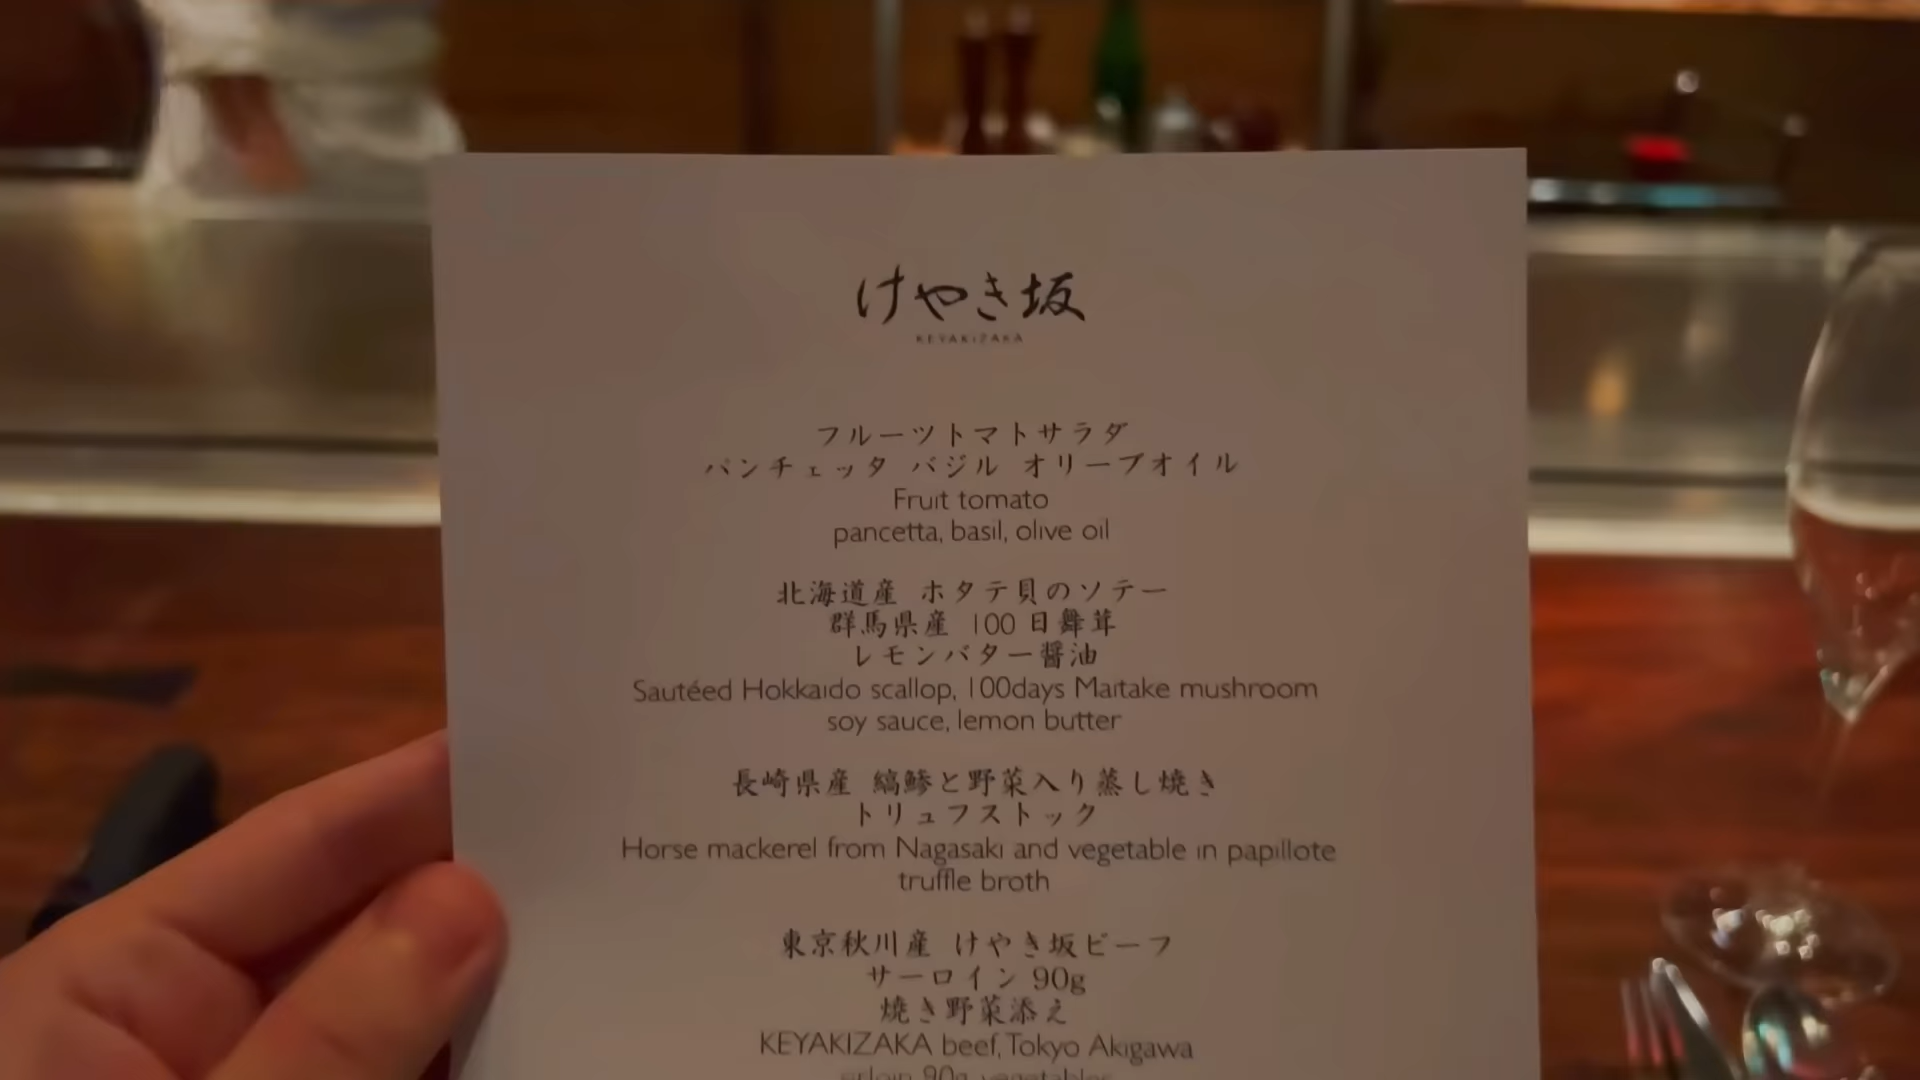 けやき坂
KEYAKIZAKA
フルーツトマトサラダ
パンチェッタ バジル オリーブオイル
Fruit tomato
pancetta, basil, olive oil
北海道産 ホタテ貝のソテー
群馬県産 100日舞茸
レモンバター醤油
Sautéed Hokkaido scallop, 100days Maitake mushroom
soy sauce, lemon butter
長崎県産 縞鯵と野菜入り蒸し焼き
トリュフストック
Horse mackerel from Nagasaki and vegetable in papillote
truffle broth
東京秋川産 けやき坂ビーフ
サーロイン 90g
焼き野菜添え
KEYAKIZAKA beef, Tokyo Akigawa
sirloin 90g, vegetables